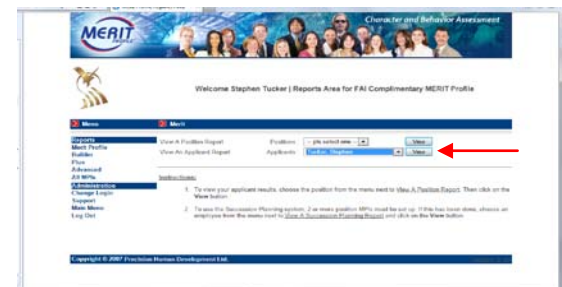 Character and Behavior Assessment
MERIT
PROFILE
Welcome Stephen Tucker | Reports Area for FAI Complimentary MERIT Profile
Menu
Merit
Reports
Merit Profile
Builder
Plus
Advanced
All MPs
Administration
Change Login
Support
Main Menu
Log Out
View A Position Report Positions -- pls select one -- View
View An Applicant Report Applicants Tucker, Stephen View
Instructions:
1. To view your applicant results, choose the position from the menu next to View A Position Report. Then click on the
View button.
2. To use the Succession Planning system, 2 or more position MPs must be set up. If this has been done, choose an
employee from the menu next to View A Succession Planning Report and click on the View button.
Copyright © 2007 Precision Human Development Ltd.